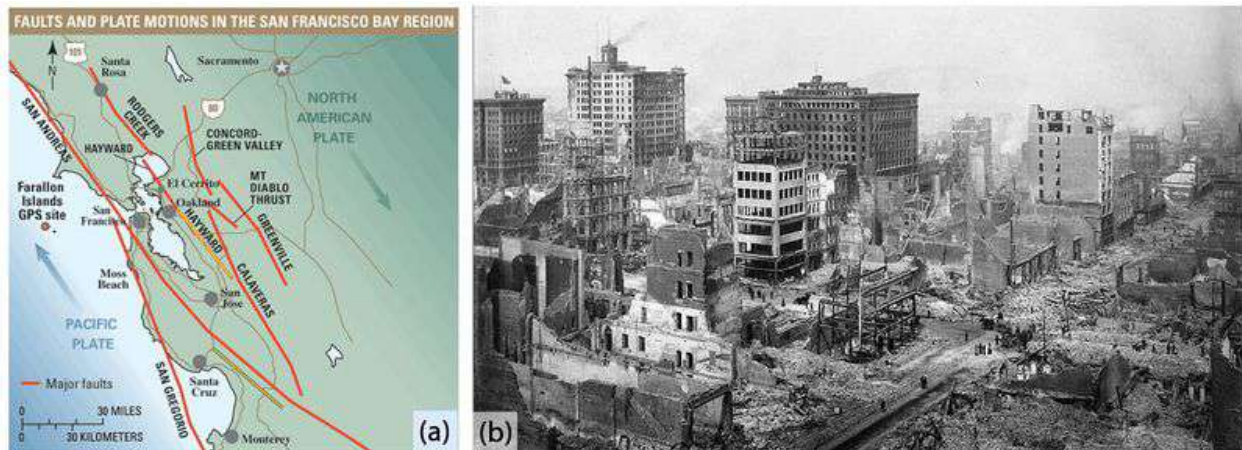 FAULTS AND PLATE MOTIONS IN THE SAN FRANCISCO BAY REGION
101
N
Santa
Rosa
Sacramento
80
NORTH
AMERICAN
PLATE
SAN ANDREAS
RODGERS
CREEK
CONCORD-
GREEN VALLEY
HAYWARD
MT
DIABLO
THRUST
Farallon
Islands
GPS site
El Cerrito
Oakland
San
Francisco
HAYWARD
GREENVILLE
Moss
Beach
CALAVERAS
San
Jose
PACIFIC
PLATE
Santa
Cruz
SAN GREGORIO
Major faults
0 30 MILES
0 30 KILOMETERS
Monterey
(a)
(b)